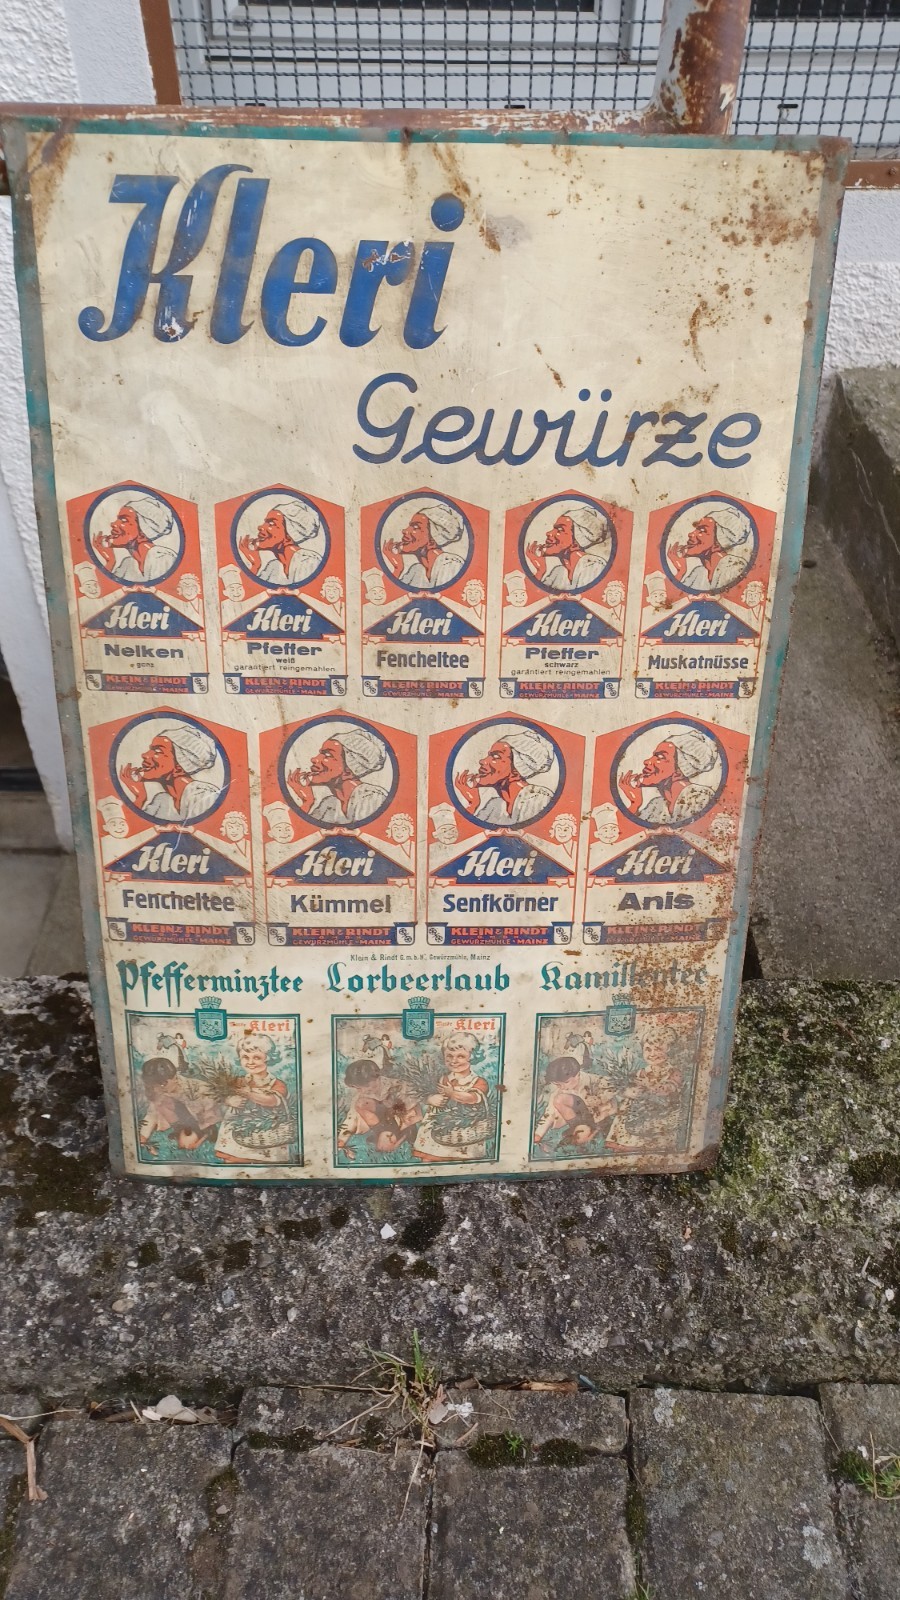 Kleri
Gewürze
Kleri Kleri Kleri Kleri Kleri
Nelken Pfeffer Fencheltee Pfeffer Muskatnüsse
ganz weiß schwarz
garantiert reingemahlen garantiert reingemahlen
KLEIN & RINDT KLEIN & RINDT KLEIN & RINDT KLEIN & RINDT KLEIN & RINDT
GEWÜRZMÜHLE · MAINZ GEWÜRZMÜHLE · MAINZ GEWÜRZMÜHLE · MAINZ GEWÜRZMÜHLE · MAINZ GEWÜRZMÜHLE · MAINZ
Kleri Kleri Kleri Kleri
Fencheltee Kümmel Senfkörner Anis
KLEIN & RINDT KLEIN & RINDT KLEIN & RINDT KLEIN & RINDT
GEWÜRZMÜHLE · MAINZ GEWÜRZMÜHLE · MAINZ GEWÜRZMÜHLE · MAINZ GEWÜRZMÜHLE · MAINZ
Klein & Rindt G.m.b.H., Gewürzmühle, Mainz
Pfefferminztee Lorbeerlaub Kamillentee
Kleri Kleri